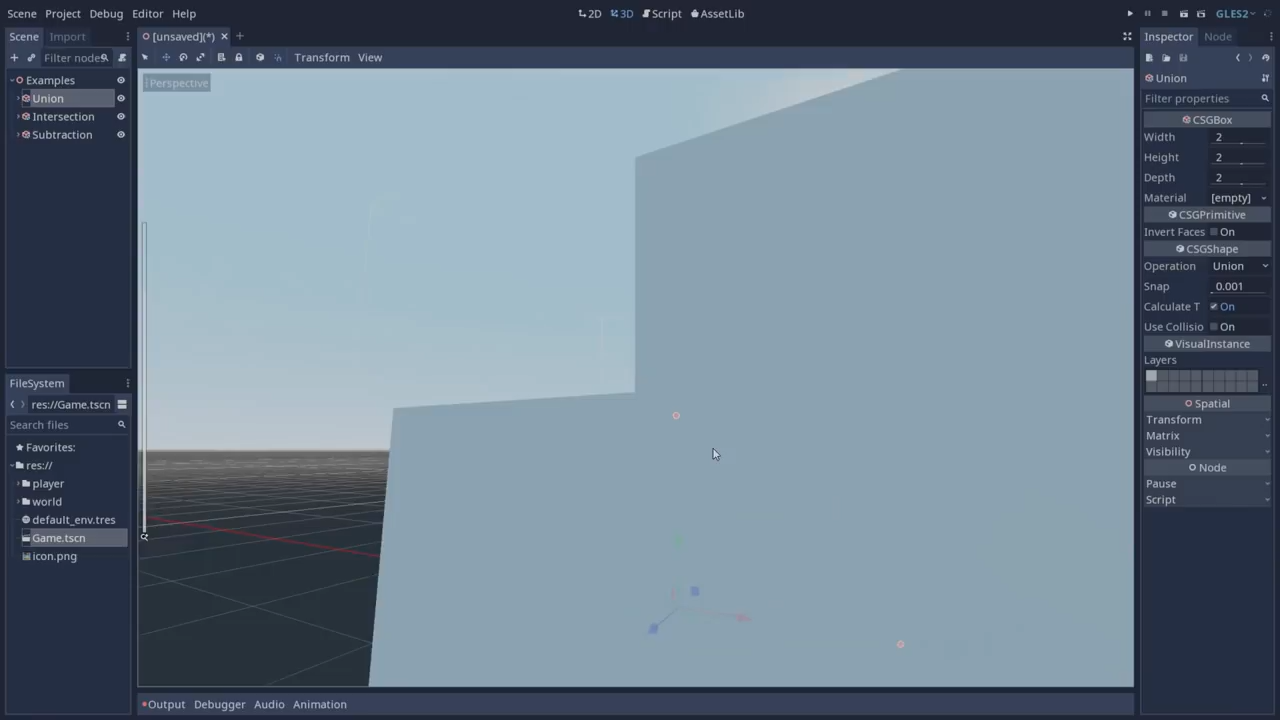 Scene Project Debug Editor Help
2D 3D Script AssetLib
GLES2
Scene Import
[unsaved](*)
Inspector Node
Filter nodes
Transform View
Perspective
Examples
Union
Intersection
Subtraction
FileSystem
res://Game.tscn
Search files
Favorites:
res://
player
world
default_env.tres
Game.tscn
icon.png
Output Debugger Audio Animation
Union
Filter properties
CSGBox
Width 2
Height 2
Depth 2
Material [empty]
CSGPrimitive
Invert Faces On
CSGShape
Operation Union
Snap 0.001
Calculate T On
Use Collisio On
VisualInstance
Layers
Spatial
Transform
Matrix
Visibility
Node
Pause
Script